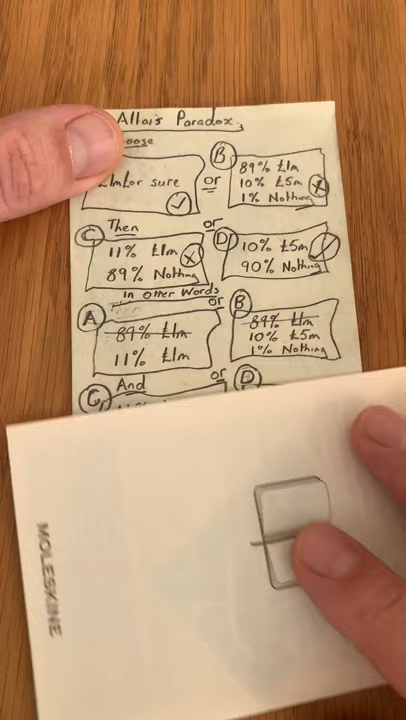 Allais Paradox.
oose
£1m for sure
or
B
89% £1m
10% £5m
1% Nothing
Then
or
C
11% £1m
89% Nothing
D
10% £5m
90% Nothing
in other Words
or
A
89% £1m
11% £1m
B
89% £1m
10% £5m
1% Nothing
And
or
C
D
MOLESKINE